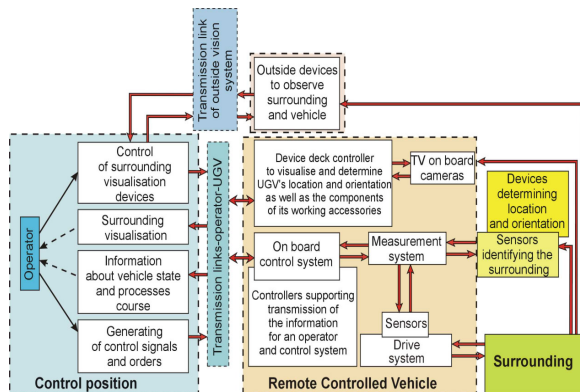 Transmission link
of outside vision
system
Outside devices
to observe
surrounding
and vehicle
Control
of surrounding
visualisation
devices
Surrounding
visualisation
Information
about vehicle state
and processes
course
Generating
of control signals
and orders
Operator
Control position
Transmission links-operator-UGV
Device deck controller
to visualise and determine
UGV's location and orientation
as well as the components
of its working accessories
TV on board
cameras
On board
control system
Measurement
system
Controllers supporting
transmission of
the information
for an operator
and control system
Sensors
Drive
system
Remote Controlled Vehicle
Devices
determining
location
and orientation
Sensors
identifying the
surrounding
Surrounding